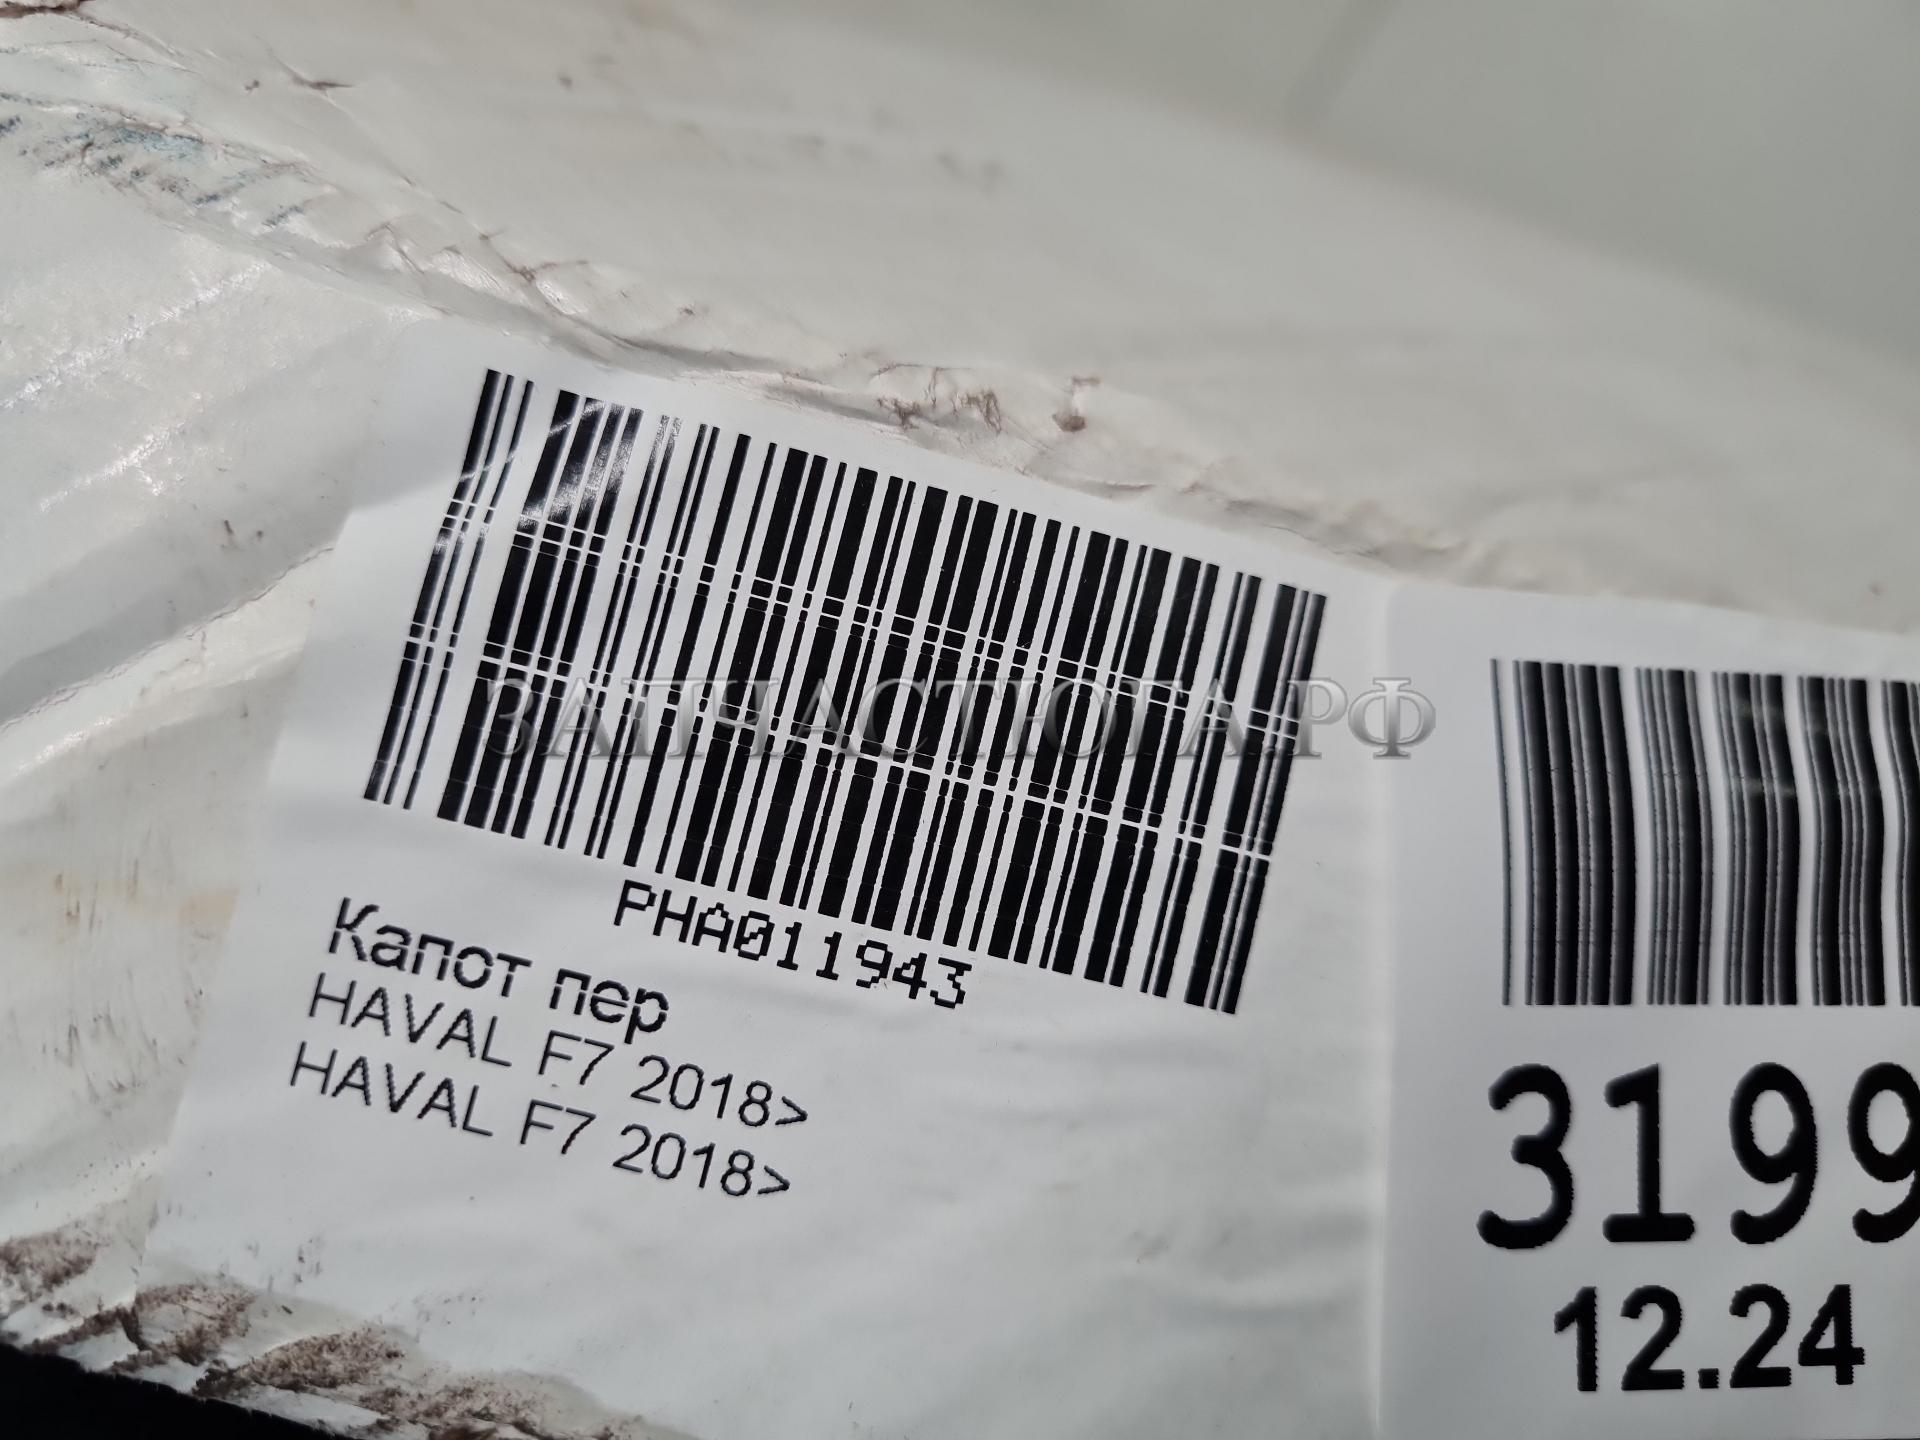 PHA011943
Капот пер
HAVAL F7 2018>
HAVAL F7 2018>
3199
12.24
ЗАПЧАСТЮГА.РФ